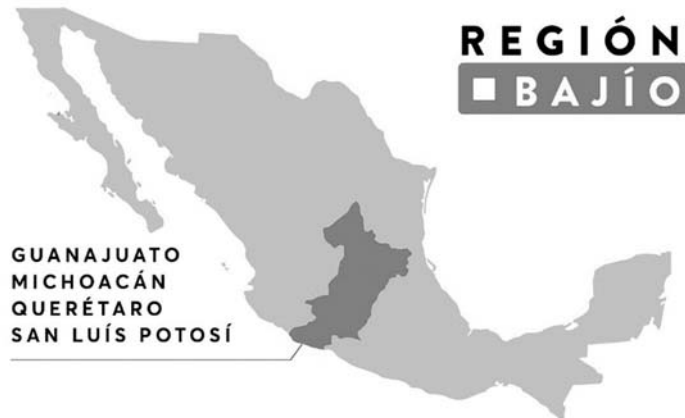 REGIÓN
BAJÍO
GUANAJUATO
MICHOACÁN
QUERÉTARO
SAN LUÍS POTOSÍ